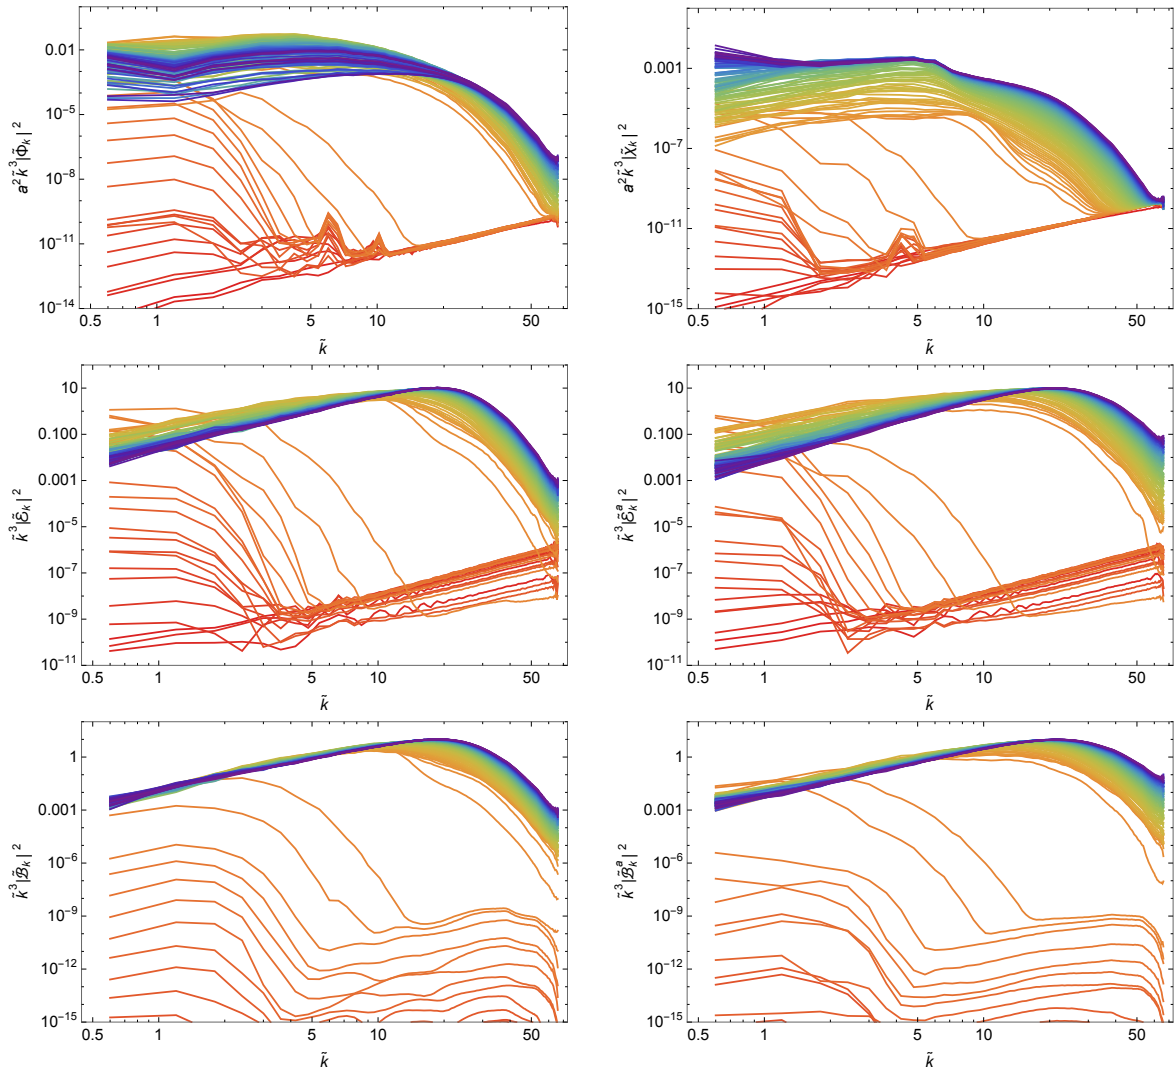 a² k̃³|Φ̃ₖ|²
0.01
10⁻⁵
10⁻⁸
10⁻¹¹
10⁻¹⁴
0.5 1 5 10 50
k̃
a² k̃³|χ̃ₖ|²
0.001
10⁻⁷
10⁻¹¹
10⁻¹⁵
0.5 1 5 10 50
k̃
k̃³|ℰ̃ₖ|²
10
0.100
0.001
10⁻⁵
10⁻⁷
10⁻⁹
10⁻¹¹
0.5 1 5 10 50
k̃
k̃³|ℰ̃ₖᵃ|²
10
0.100
0.001
10⁻⁵
10⁻⁷
10⁻⁹
10⁻¹¹
0.5 1 5 10 50
k̃
k̃³|ℬ̃ₖ|²
1
0.001
10⁻⁶
10⁻⁹
10⁻¹²
10⁻¹⁵
0.5 1 5 10 50
k̃
k̃³|ℬ̃ₖᵃ|²
1
0.001
10⁻⁶
10⁻⁹
10⁻¹²
10⁻¹⁵
0.5 1 5 10 50
k̃